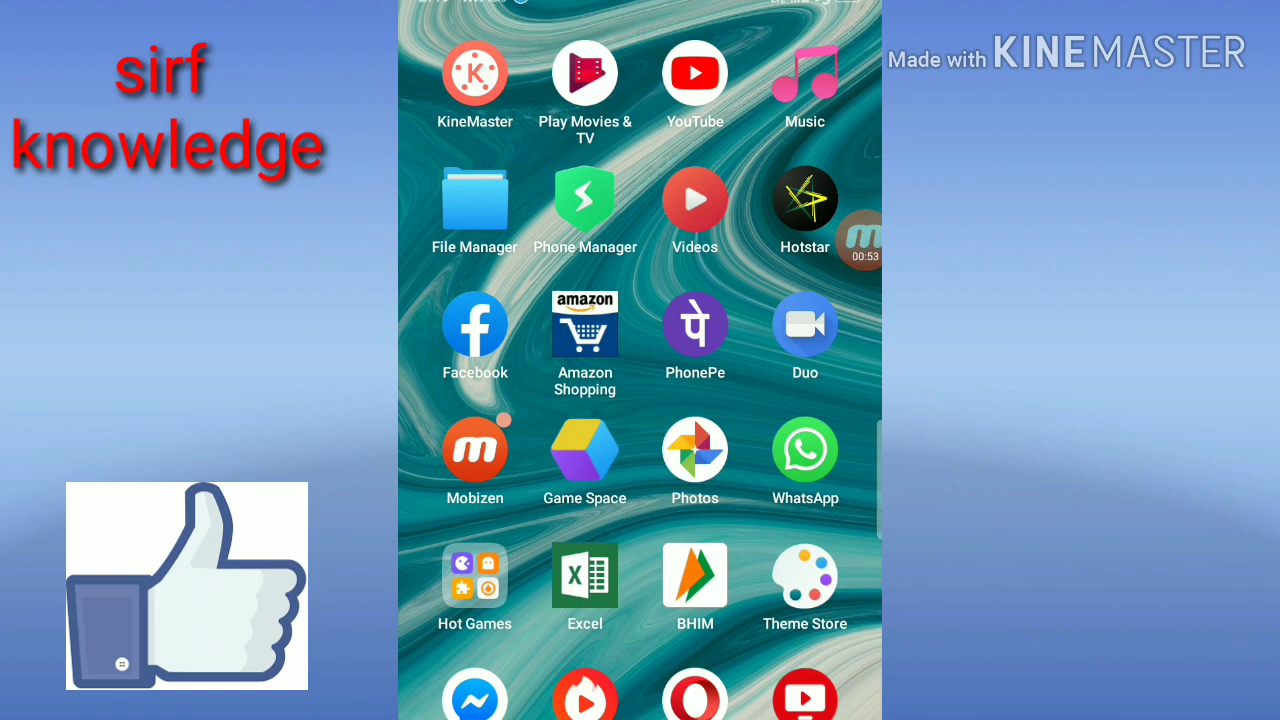 sirf
knowledge
Made with KINEMASTER
K
KineMaster
Play Movies &
TV
YouTube
Music
File Manager
Phone Manager
Videos
Hotstar
m
00:53
f
Facebook
amazon
Amazon
Shopping
पे
PhonePe
Duo
m
Mobizen
Game Space
Photos
WhatsApp
Hot Games
X
Excel
BHIM
Theme Store